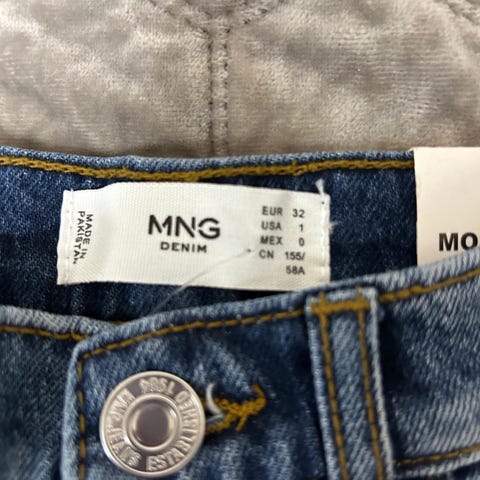 MNG
DENIM
MADE IN
PAKISTAN
EUR 32
USA 1
MEX 0
CN 155/
58A
MO